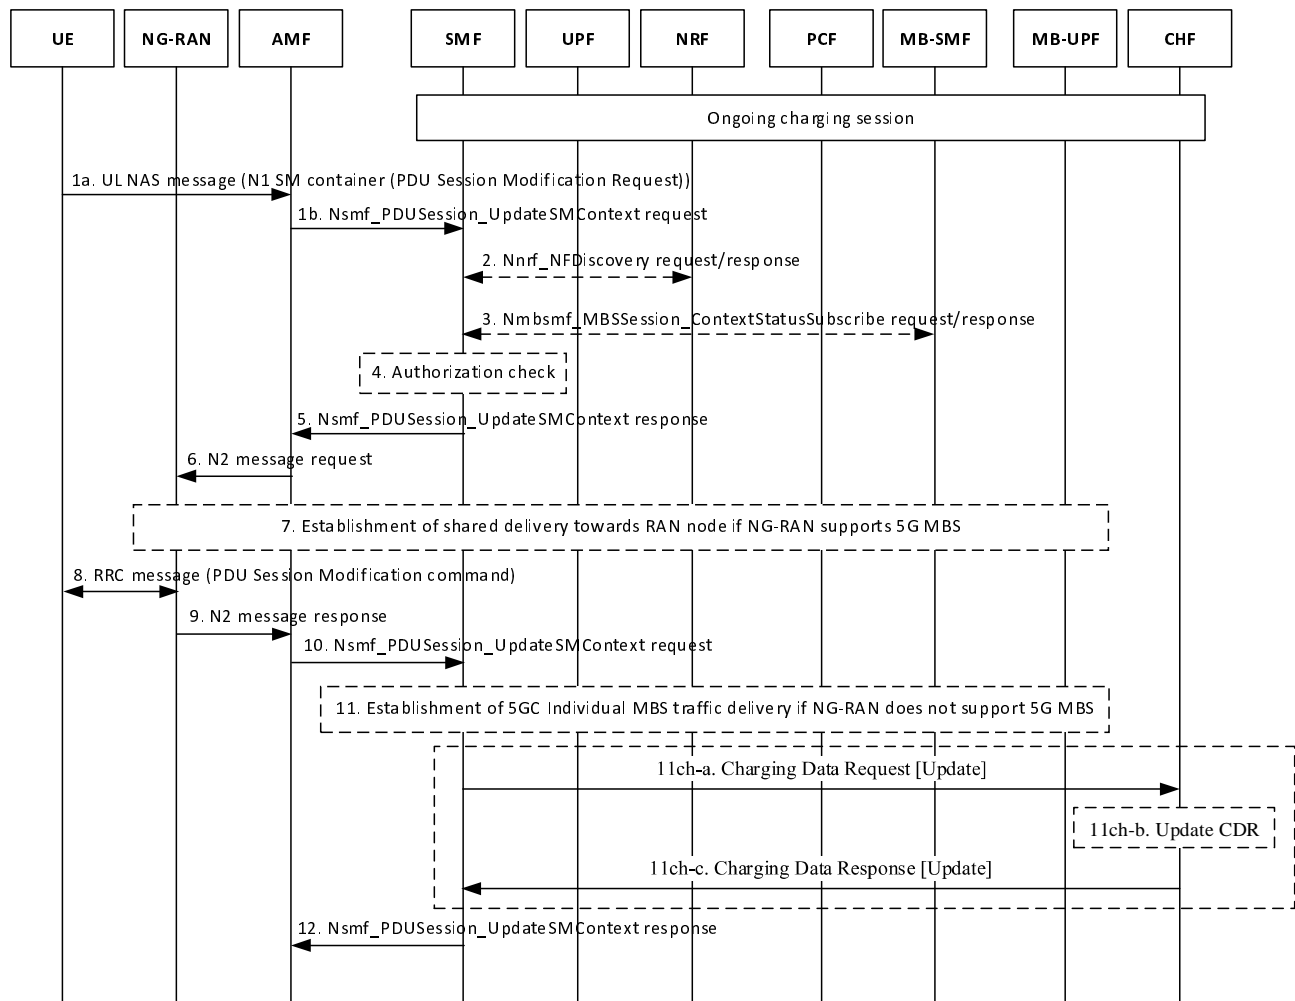 UE NG-RAN AMF SMF UPF NRF PCF MB-SMF MB-UPF CHF
Ongoing charging session
1a. UL NAS message (N1 SM container (PDU Session Modification Request))
1b. Nsmf_PDUSession_UpdateSMContext request
2. Nnrf_NFDiscovery request/response
3. Nmbsmf_MBSSession_ContextStatusSubscribe request/response
4. Authorization check
5. Nsmf_PDUSession_UpdateSMContext response
6. N2 message request
7. Establishment of shared delivery towards RAN node if NG-RAN supports 5G MBS
8. RRC message (PDU Session Modification command)
9. N2 message response
10. Nsmf_PDUSession_UpdateSMContext request
11. Establishment of 5GC Individual MBS traffic delivery if NG-RAN does not support 5G MBS
11ch-a. Charging Data Request [Update]
11ch-b. Update CDR
11ch-c. Charging Data Response [Update]
12. Nsmf_PDUSession_UpdateSMContext response